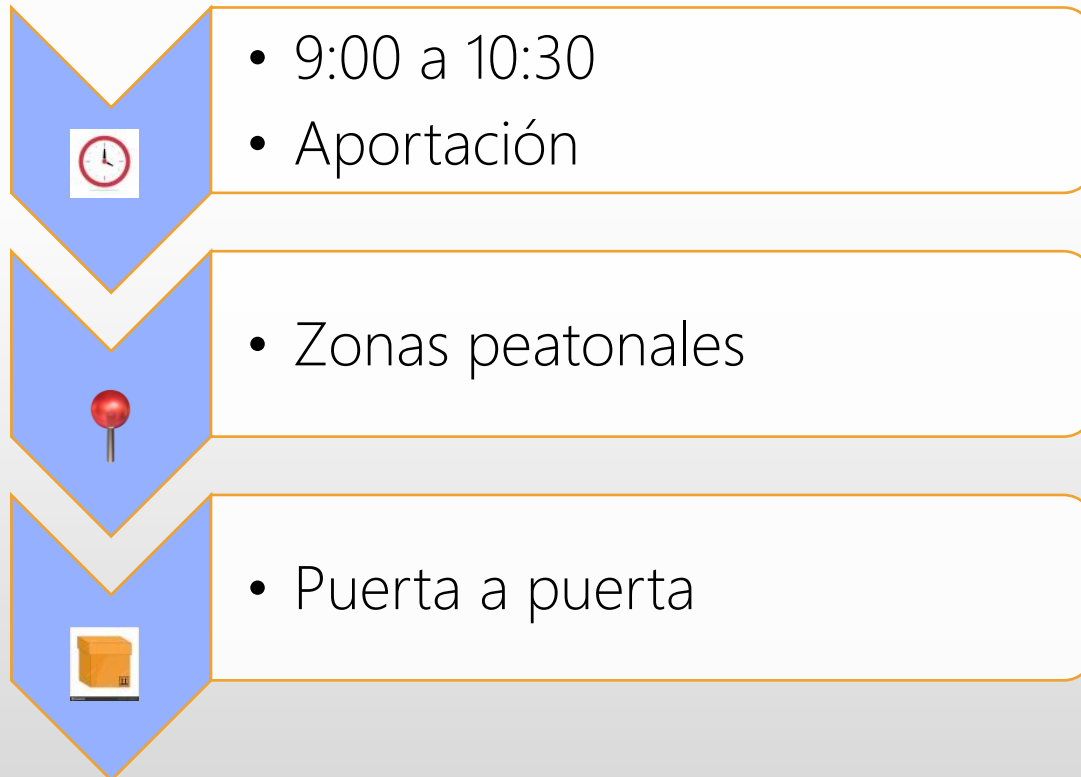 • 9:00 a 10:30
• Aportación
• Zonas peatonales
• Puerta a puerta